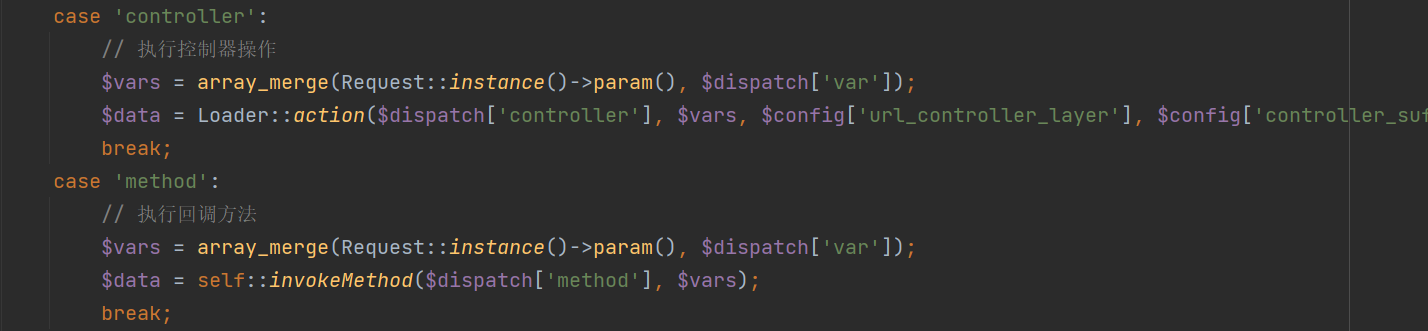 case 'controller':
// 执行控制器操作
$vars = array_merge(Request::instance()->param(), $dispatch['var']);
$data = Loader::action($dispatch['controller'], $vars, $config['url_controller_layer'], $config['controller_suf
break;
case 'method':
// 执行回调方法
$vars = array_merge(Request::instance()->param(), $dispatch['var']);
$data = self::invokeMethod($dispatch['method'], $vars);
break;